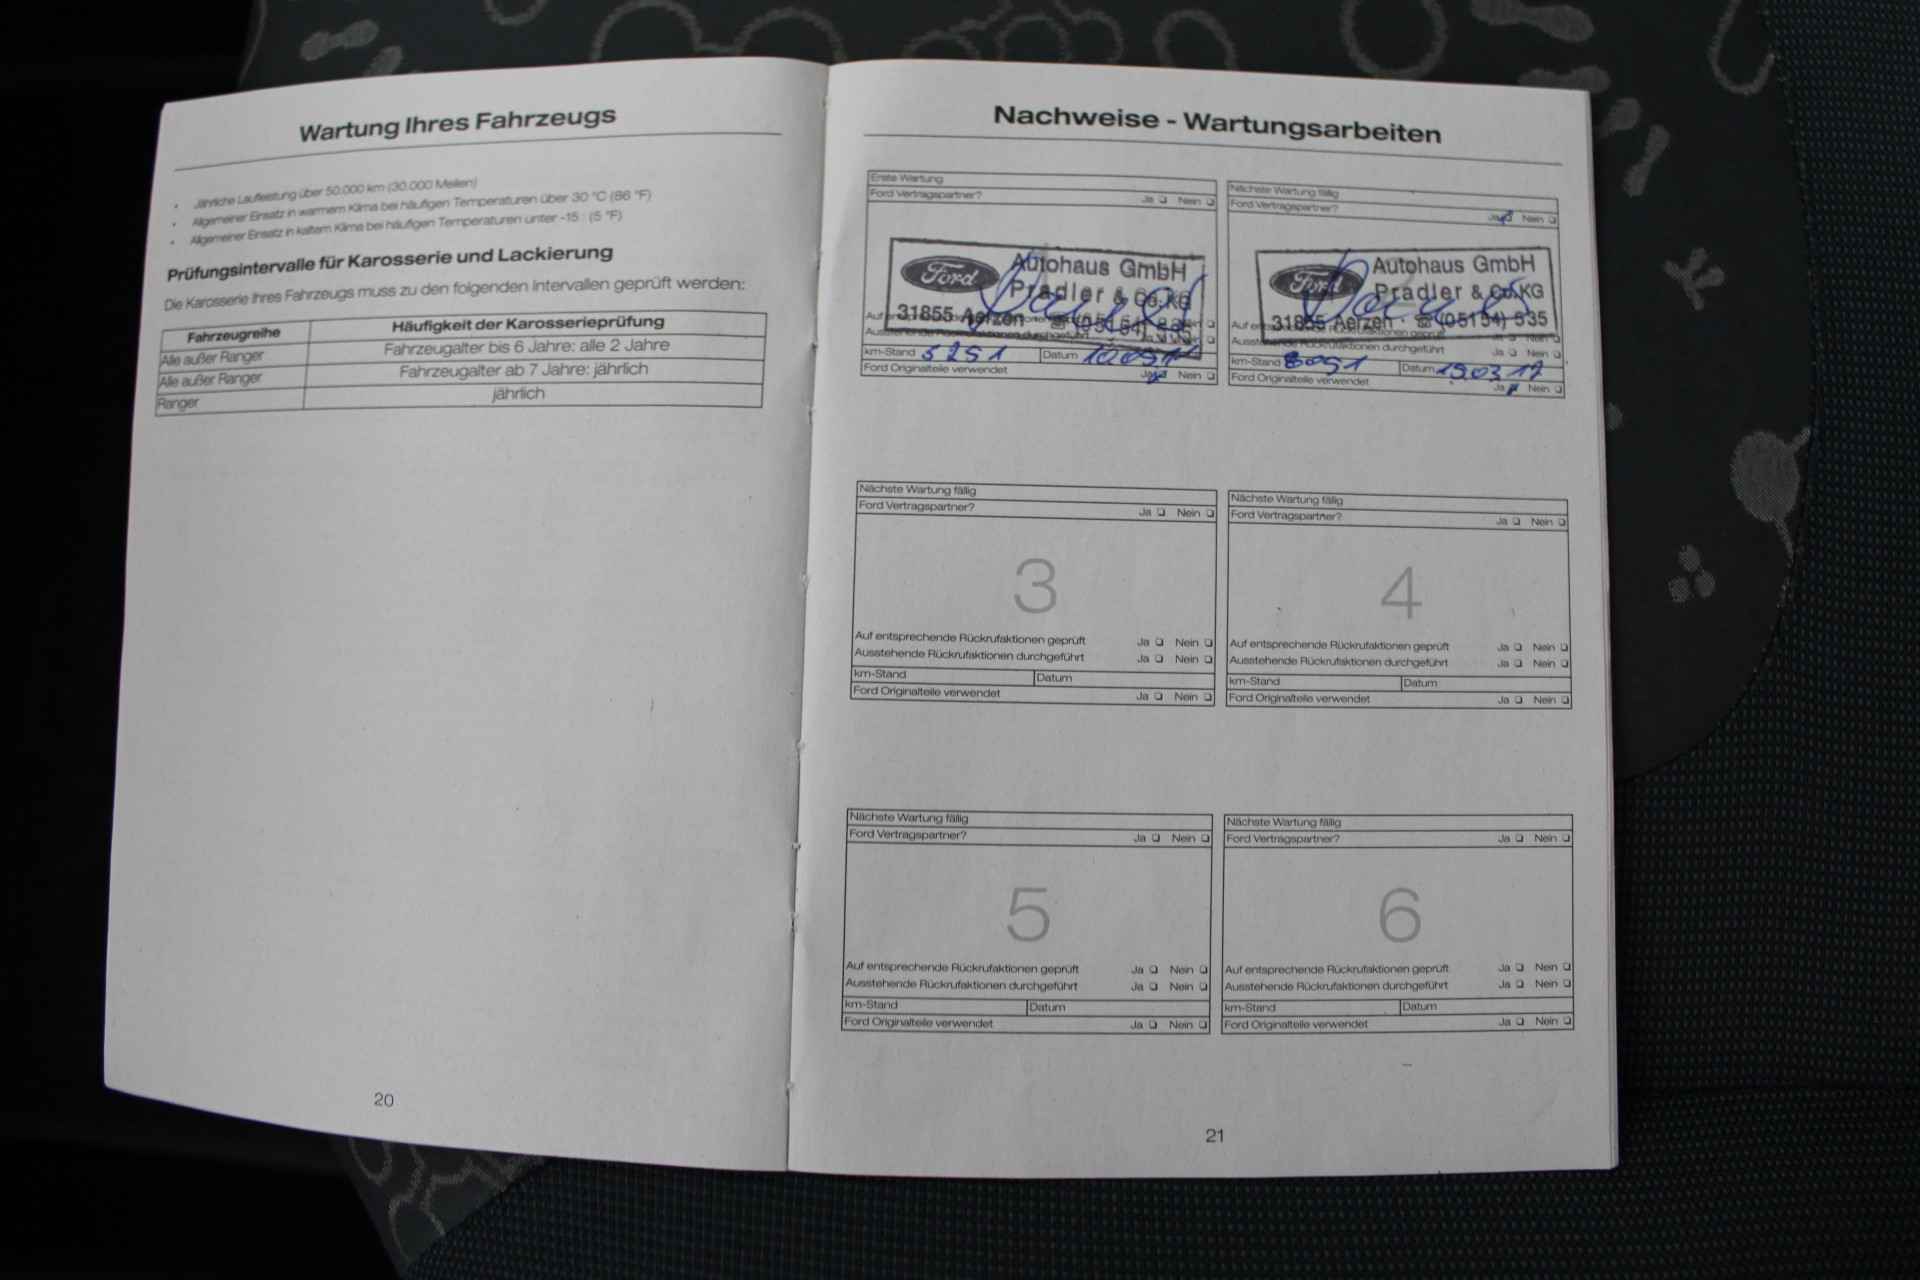 Wartung Ihres Fahrzeugs
• Jährliche Laufleistung über 50.000 km (30.000 Meilen)
• Allgemeiner Einsatz in warmem Klima bei häufigen Temperaturen über 30 °C (86 °F)
• Allgemeiner Einsatz in kaltem Klima bei häufigen Temperaturen unter -15 : (5 °F)
Prüfungsintervalle für Karosserie und Lackierung
Die Karosserie Ihres Fahrzeugs muss zu den folgenden Intervallen geprüft werden:
Fahrzeugreihe Häufigkeit der Karosserieprüfung
Alle außer Ranger Fahrzeugalter bis 6 Jahre: alle 2 Jahre
Alle außer Ranger Fahrzeugalter ab 7 Jahre: jährlich
Ranger jährlich
20
Nachweise - Wartungsarbeiten
Erste Wartung
Ford Vertragspartner? Ja Nein
Ford Autohaus GmbH
Pradler & Co.KG
31855 Aerzen (05154) 535
km-Stand 5251 Datum
Ford Originalteile verwendet Ja Nein
Nächste Wartung fällig
Ford Vertragspartner? Ja Nein
Ford Autohaus GmbH
Pradler & Co.KG
31855 Aerzen (05154) 535
Ausstehende Rückrufaktionen durchgeführt Ja Nein
km-Stand 8051 Datum 15.03.17
Ford Originalteile verwendet Ja Nein
Nächste Wartung fällig
Ford Vertragspartner? Ja Nein
3
Auf entsprechende Rückrufaktionen geprüft Ja Nein
Ausstehende Rückrufaktionen durchgeführt Ja Nein
km-Stand Datum
Ford Originalteile verwendet Ja Nein
Nächste Wartung fällig
Ford Vertragspartner? Ja Nein
4
Auf entsprechende Rückrufaktionen geprüft Ja Nein
Ausstehende Rückrufaktionen durchgeführt Ja Nein
km-Stand Datum
Ford Originalteile verwendet Ja Nein
Nächste Wartung fällig
Ford Vertragspartner? Ja Nein
5
Auf entsprechende Rückrufaktionen geprüft Ja Nein
Ausstehende Rückrufaktionen durchgeführt Ja Nein
km-Stand Datum
Ford Originalteile verwendet Ja Nein
Nächste Wartung fällig
Ford Vertragspartner? Ja Nein
6
Auf entsprechende Rückrufaktionen geprüft Ja Nein
Ausstehende Rückrufaktionen durchgeführt Ja Nein
km-Stand Datum
Ford Originalteile verwendet Ja Nein
21